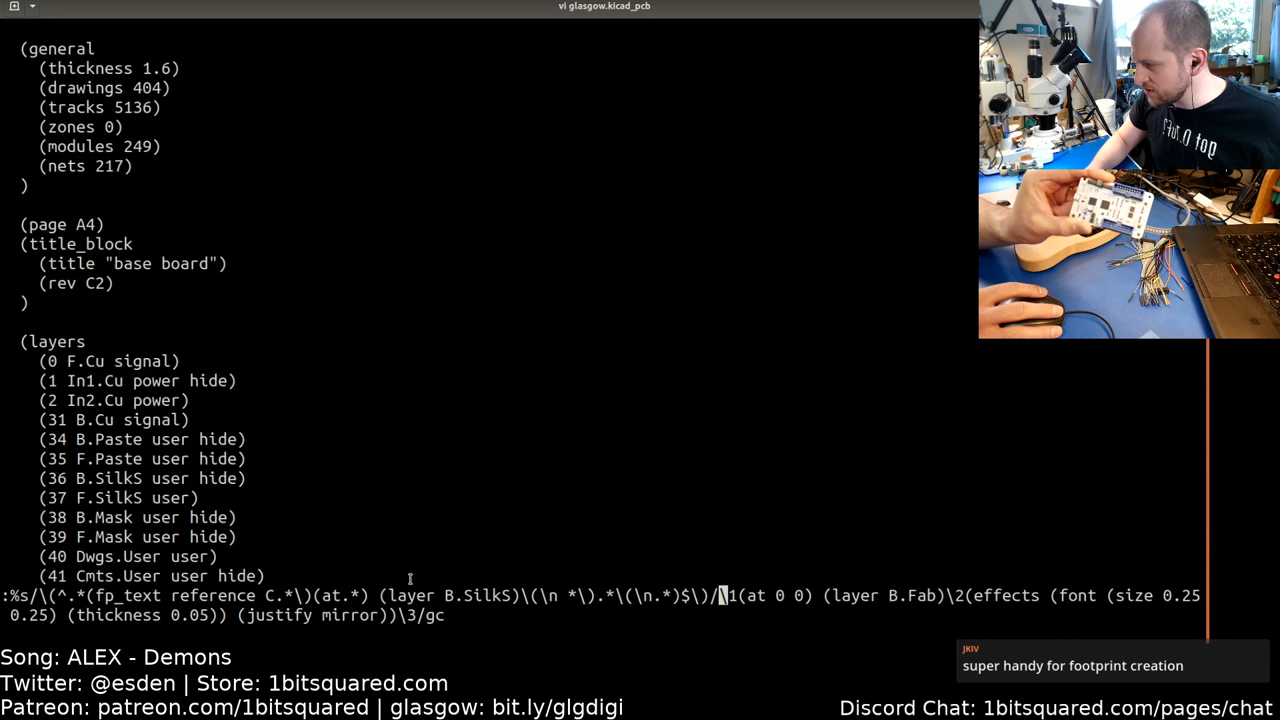 vi glasgow.kicad_pcb
(general
(thickness 1.6)
(drawings 404)
(tracks 5136)
(zones 0)
(modules 249)
(nets 217)
)
(page A4)
(title_block
(title "base board")
(rev C2)
)
(layers
(0 F.Cu signal)
(1 In1.Cu power hide)
(2 In2.Cu power)
(31 B.Cu signal)
(34 B.Paste user hide)
(35 F.Paste user hide)
(36 B.SilkS user hide)
(37 F.SilkS user)
(38 B.Mask user hide)
(39 F.Mask user hide)
(40 Dwgs.User user)
(41 Cmts.User user hide)
:%s/\(^.*(fp_text reference C.*\)(at.*) (layer B.SilkS)\(\n *\).*\(\n.*)$\)/\1(at 0 0) (layer B.Fab)\2(effects (font (size 0.25
0.25) (thickness 0.05)) (justify mirror))\3/gc
JKIV
super handy for footprint creation
Song: ALEX - Demons
Twitter: @esden | Store: 1bitsquared.com
Patreon: patreon.com/1bitsquared | glasgow: bit.ly/glgdigi
Discord Chat: 1bitsquared.com/pages/chat